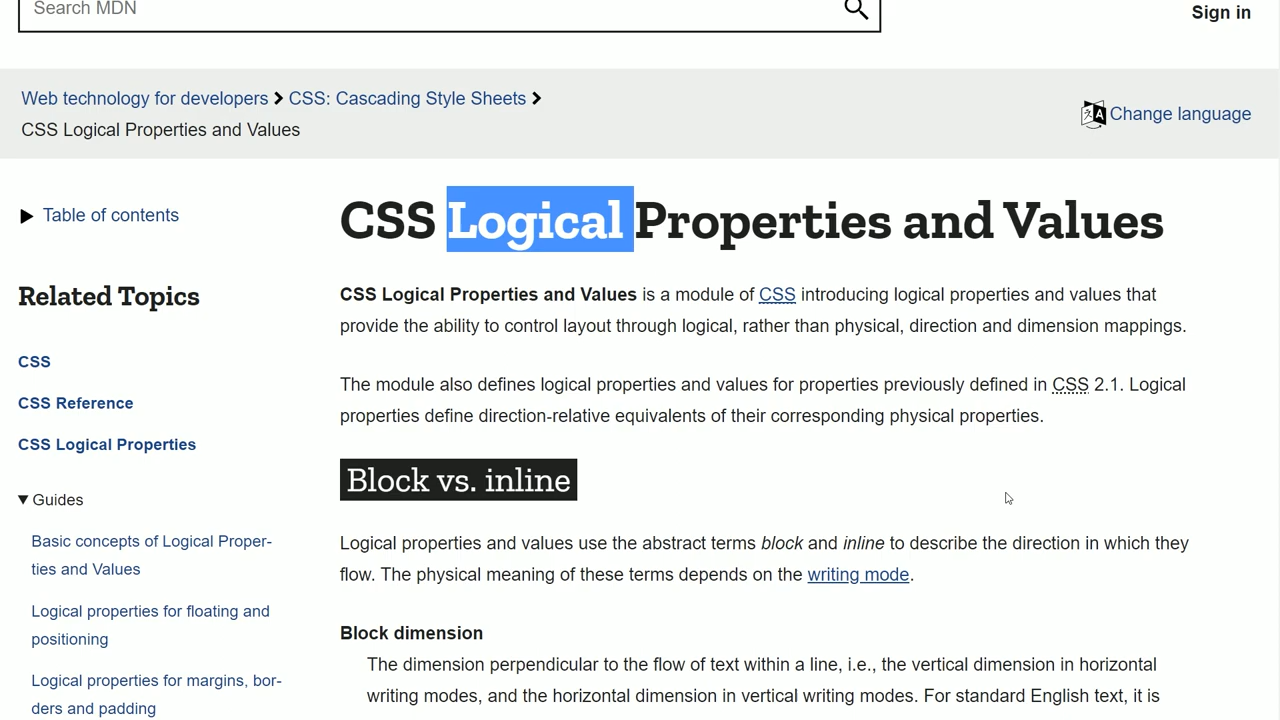 Search MDN
Sign in
Web technology for developers CSS: Cascading Style Sheets
CSS Logical Properties and Values
Change language
Table of contents
Related Topics
CSS
CSS Reference
CSS Logical Properties
Guides
Basic concepts of Logical Proper-
ties and Values
Logical properties for floating and
positioning
Logical properties for margins, bor-
ders and padding
CSS Logical Properties and Values
CSS Logical Properties and Values is a module of CSS introducing logical properties and values that
provide the ability to control layout through logical, rather than physical, direction and dimension mappings.
The module also defines logical properties and values for properties previously defined in CSS 2.1. Logical
properties define direction-relative equivalents of their corresponding physical properties.
Block vs. inline
Logical properties and values use the abstract terms block and inline to describe the direction in which they
flow. The physical meaning of these terms depends on the writing mode.
Block dimension
The dimension perpendicular to the flow of text within a line, i.e., the vertical dimension in horizontal
writing modes, and the horizontal dimension in vertical writing modes. For standard English text, it is